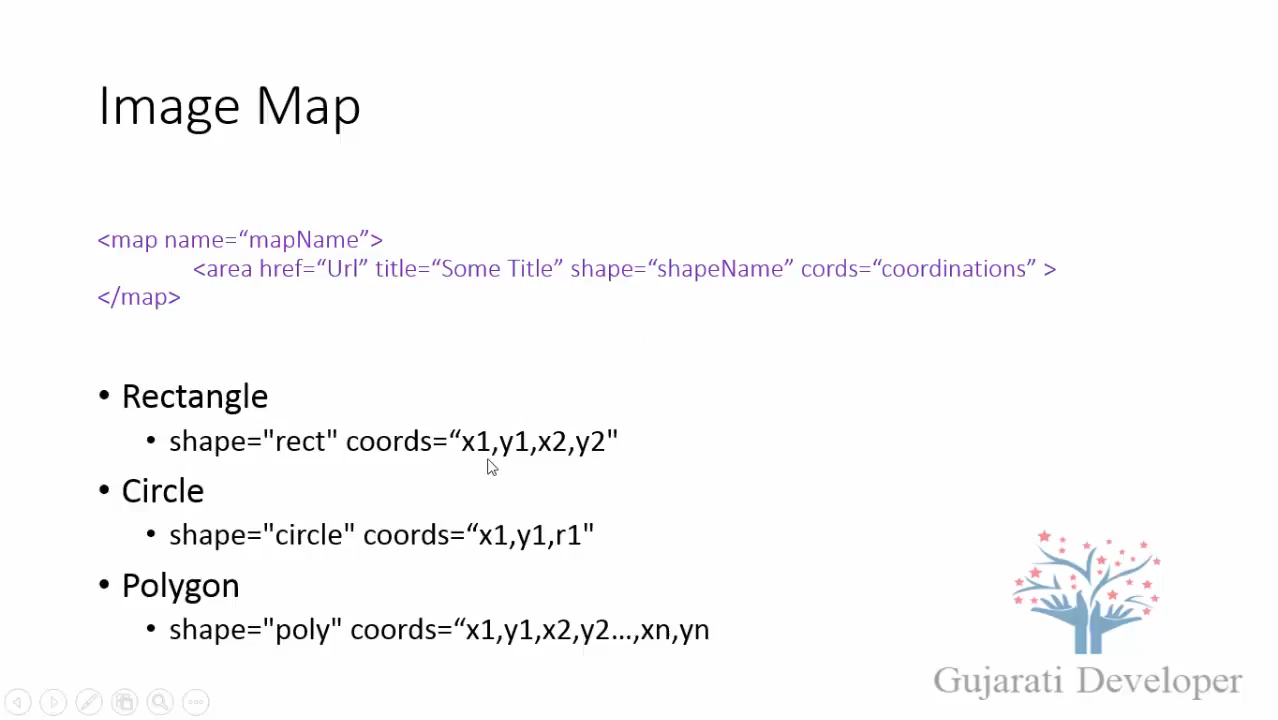 Image Map
<map name=“mapName”>
<area href=“Url” title=“Some Title” shape=“shapeName” cords=“coordinations” >
</map>
• Rectangle
• shape="rect" coords=“x1,y1,x2,y2"
• Circle
• shape="circle" coords=“x1,y1,r1"
• Polygon
• shape="poly" coords=“x1,y1,x2,y2…,xn,yn
Gujarati Developer